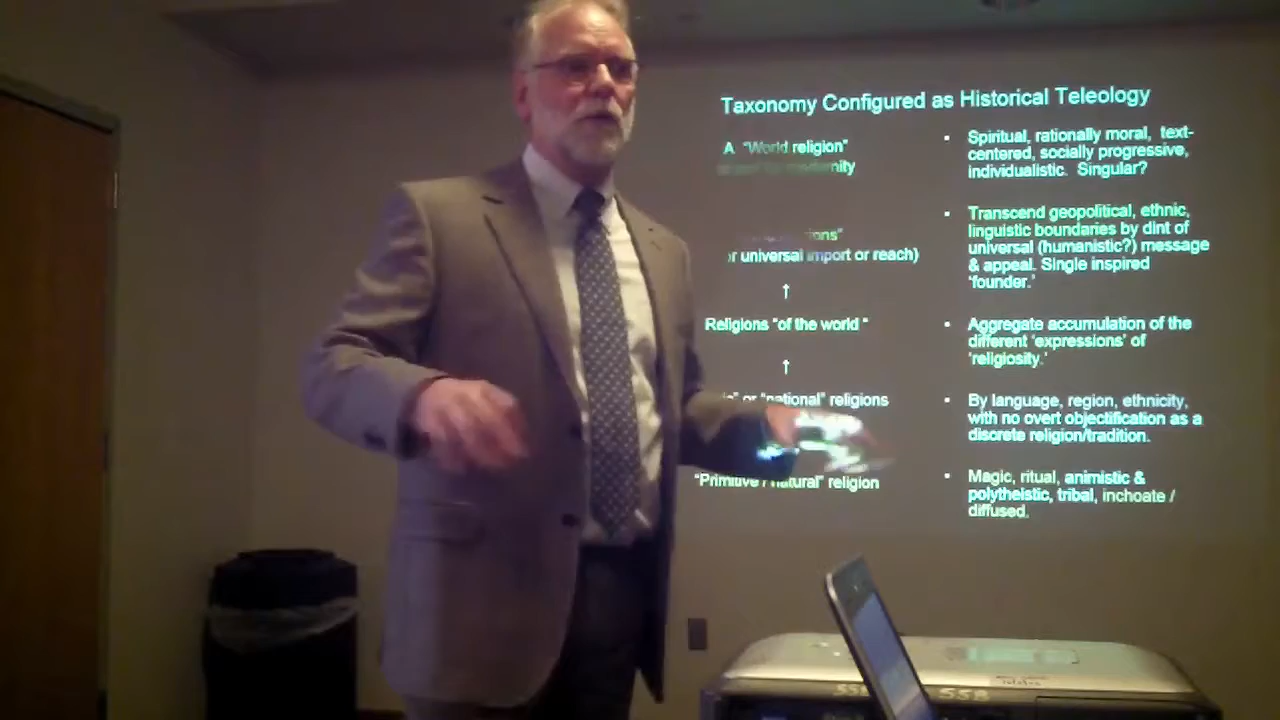 Taxonomy Configured as Historical Teleology
A "World religion"
• Spiritual, rationally moral, text-
centered, socially progressive,
individualistic. Singular?
or universal import or reach)
• Transcend geopolitical, ethnic,
linguistic boundaries by dint of
universal (humanistic?) message
& appeal. Single inspired
'founder.'
↑
Religions "of the world "
• Aggregate accumulation of the
different 'expressions' of
'religiosity.'
↑
or "national" religions
• By language, region, ethnicity,
with no overt objectification as a
discrete religion/tradition.
"Primitive / natural" religion
• Magic, ritual, animistic &
polytheistic, tribal, inchoate /
diffused.
SSB